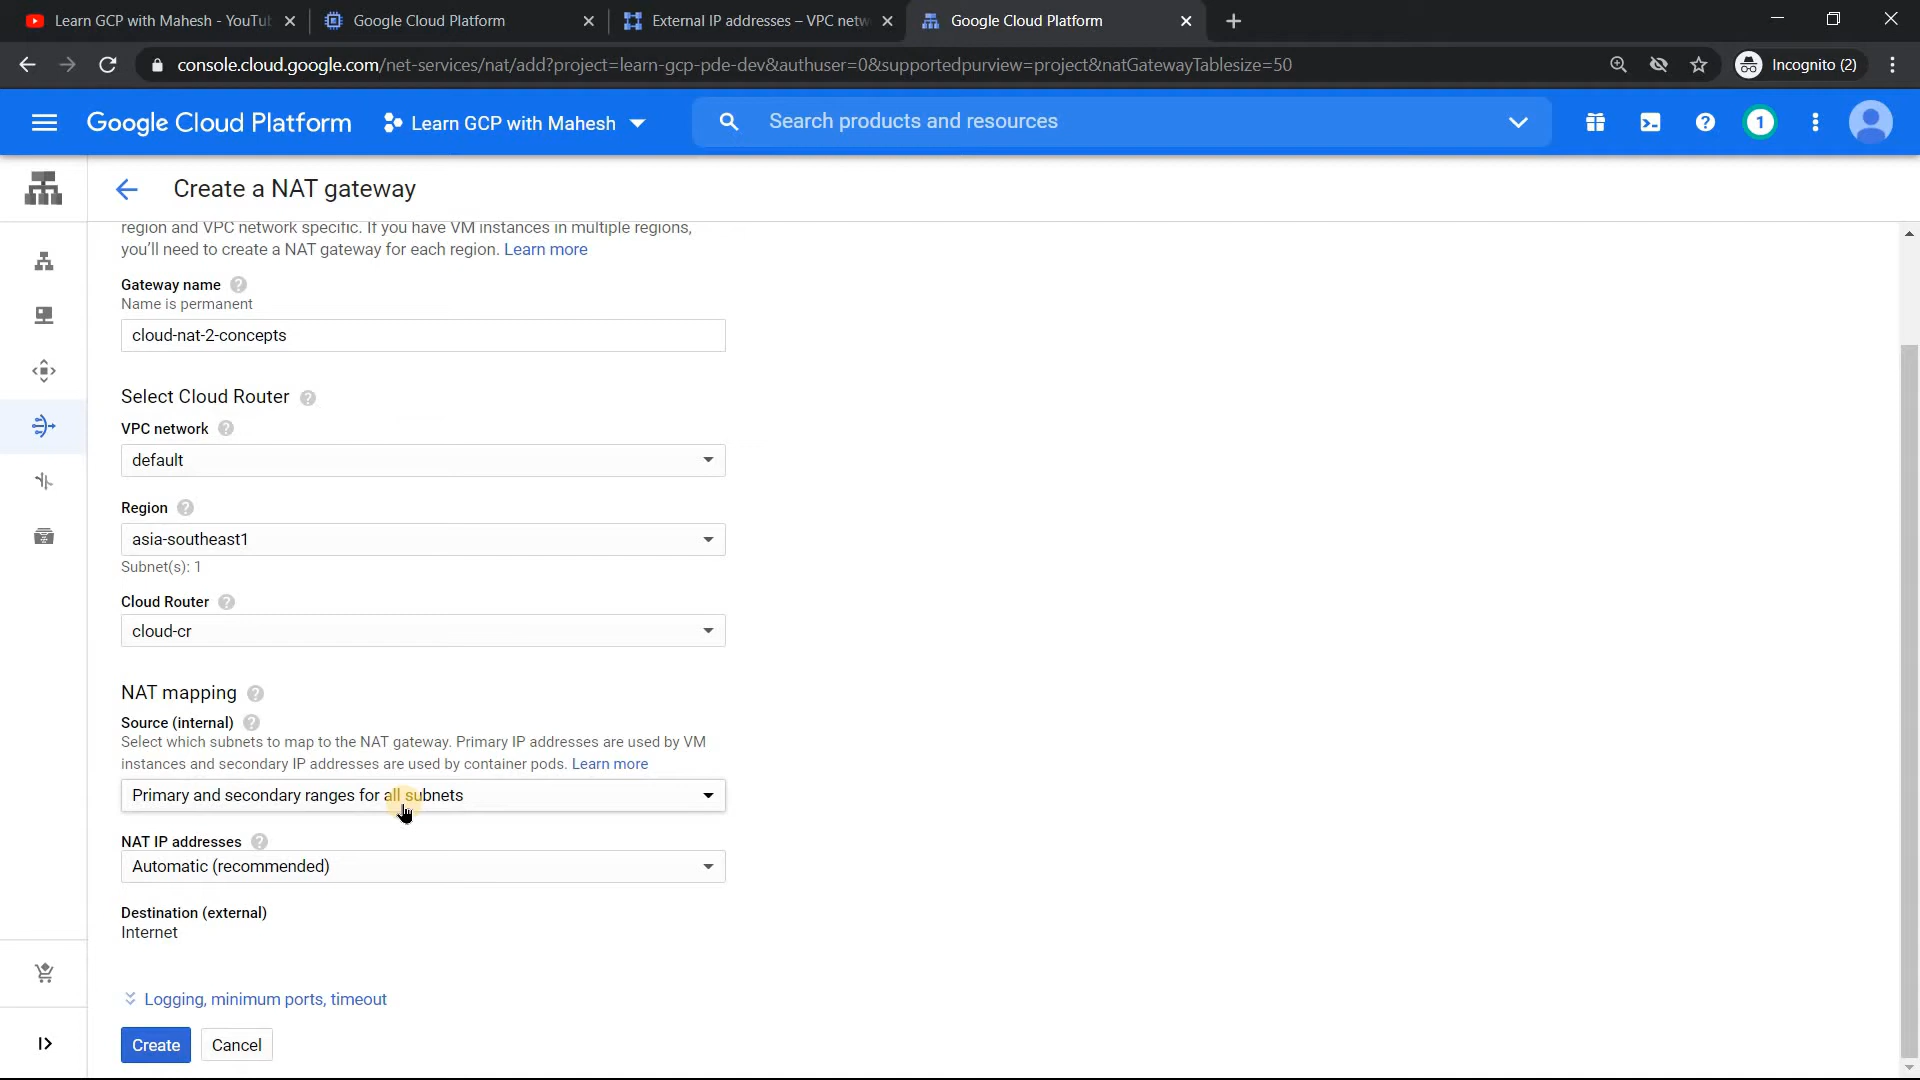 Learn GCP with Mahesh - YouTu
Google Cloud Platform
External IP addresses – VPC netw
Google Cloud Platform
console.cloud.google.com/net-services/nat/add?project=learn-gcp-pde-dev&authuser=0&supportedpurview=project&natGatewayTablesize=50
Incognito (2)
Google Cloud Platform
Learn GCP with Mahesh
Search products and resources
1
Create a NAT gateway
region and VPC network specific. If you have VM instances in multiple regions,
you'll need to create a NAT gateway for each region. Learn more
Gateway name
Name is permanent
cloud-nat-2-concepts
Select Cloud Router
VPC network
default
Region
asia-southeast1
Subnet(s): 1
Cloud Router
cloud-cr
NAT mapping
Source (internal)
Select which subnets to map to the NAT gateway. Primary IP addresses are used by VM
instances and secondary IP addresses are used by container pods. Learn more
Primary and secondary ranges for all subnets
NAT IP addresses
Automatic (recommended)
Destination (external)
Internet
Logging, minimum ports, timeout
Create
Cancel